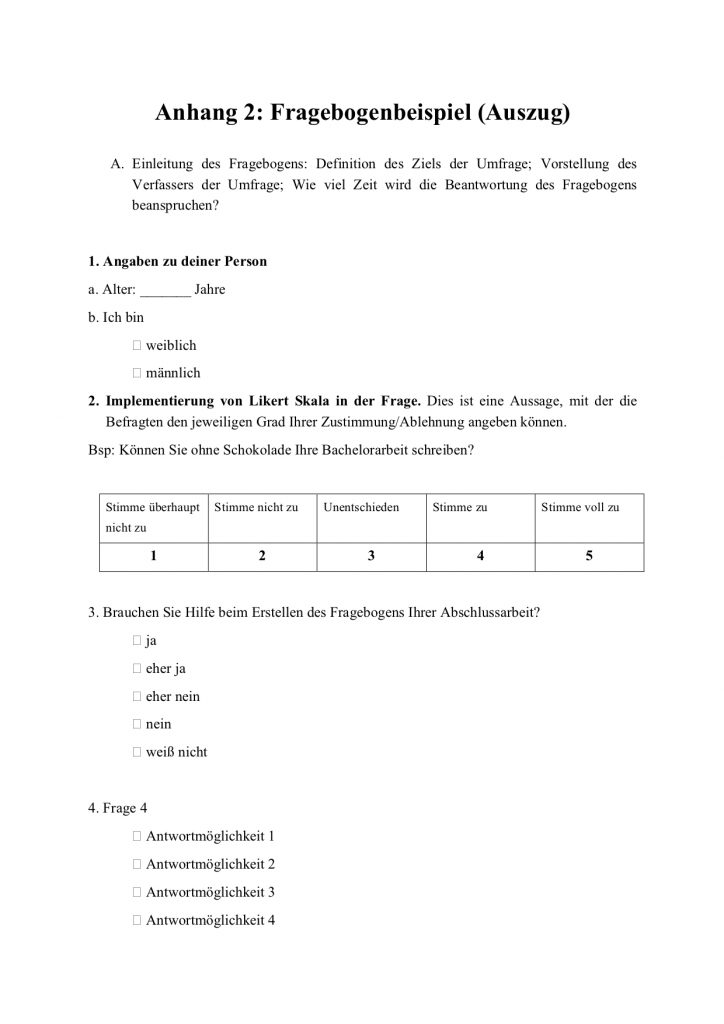 Anhang 2: Fragebogenbeispiel (Auszug)
A. Einleitung des Fragebogens: Definition des Ziels der Umfrage; Vorstellung des
Verfassers der Umfrage; Wie viel Zeit wird die Beantwortung des Fragebogens
beanspruchen?
1. Angaben zu deiner Person
a. Alter: _______ Jahre
b. Ich bin
□ weiblich
□ männlich
2. Implementierung von Likert Skala in der Frage. Dies ist eine Aussage, mit der die
Befragten den jeweiligen Grad Ihrer Zustimmung/Ablehnung angeben können.
Bsp: Können Sie ohne Schokolade Ihre Bachelorarbeit schreiben?
Stimme überhaupt Stimme nicht zu Unentschieden Stimme zu Stimme voll zu
nicht zu
1 2 3 4 5
3. Brauchen Sie Hilfe beim Erstellen des Fragebogens Ihrer Abschlussarbeit?
□ ja
□ eher ja
□ eher nein
□ nein
□ weiß nicht
4. Frage 4
□ Antwortmöglichkeit 1
□ Antwortmöglichkeit 2
□ Antwortmöglichkeit 3
□ Antwortmöglichkeit 4